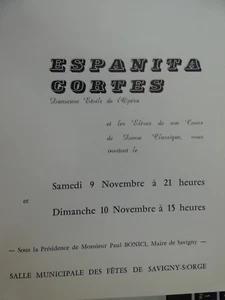 ESPANITA
CORTES
Danseuse Etoile de l'Opéra
et les Elèves de son Cours
de Danse Classique, vous
invitent le
Samedi 9 Novembre à 21 heures
et
Dimanche 10 Novembre à 15 heures
— Sous la Présidence de Monsieur Paul BONICI, Maire de Savigny —
SALLE MUNICIPALE DES FÊTES DE SAVIGNY-S/ORGE